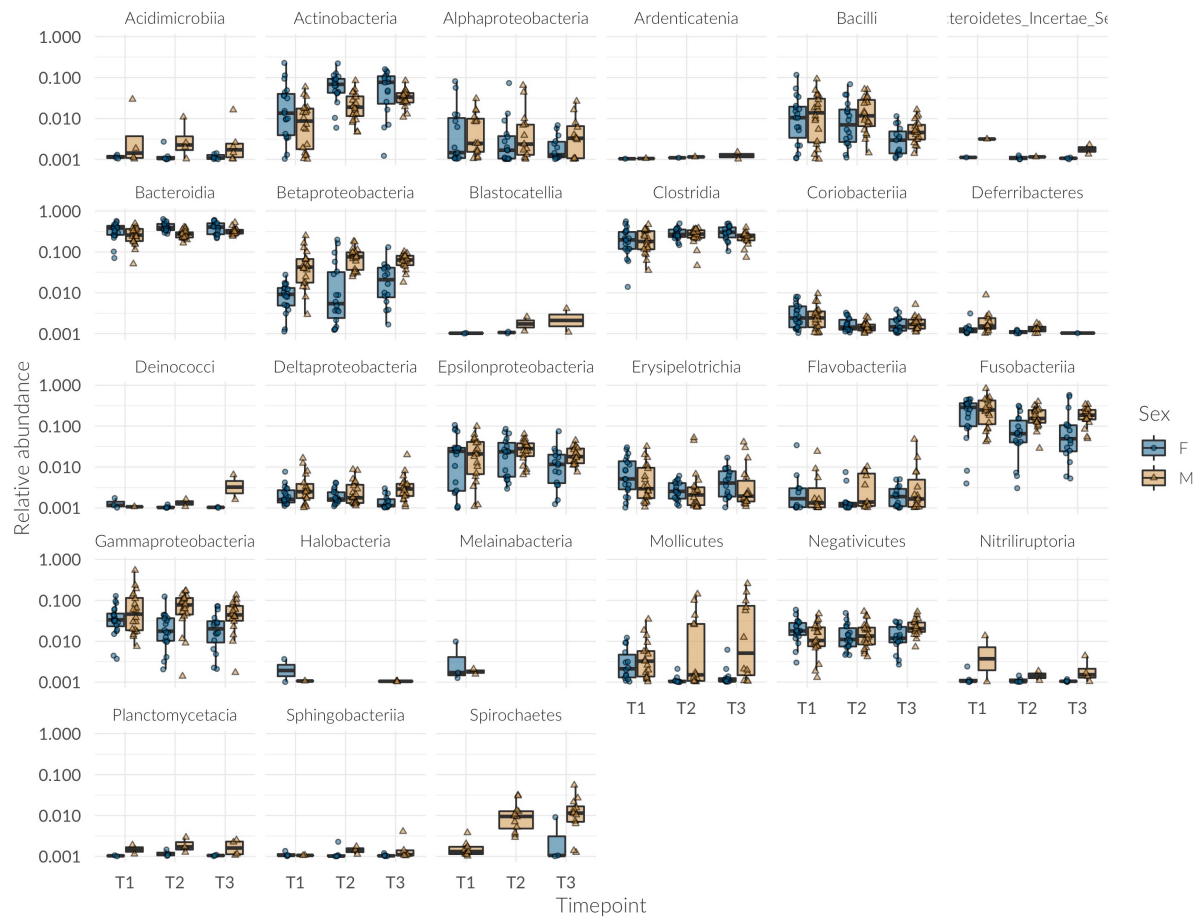 Acidimicrobiia Actinobacteria Alphaproteobacteria Ardenticatenia Bacilli teroidetes_Incertae_Se
1.000
0.100
0.010
0.001
Bacteroidia Betaproteobacteria Blastocatellia Clostridia Coriobacteriia Deferribacteres
1.000
0.100
0.010
0.001
Deinococci Deltaproteobacteria Epsilonproteobacteria Erysipelotrichia Flavobacteriia Fusobacteriia
1.000
0.100
0.010
0.001
Gammaproteobacteria Halobacteria Melainabacteria Mollicutes Negativicutes Nitriliruptoria
1.000
0.100
0.010
0.001
T1 T2 T3 T1 T2 T3 T1 T2 T3
Planctomycetacia Sphingobacteriia Spirochaetes
1.000
0.100
0.010
0.001
T1 T2 T3 T1 T2 T3 T1 T2 T3
Timepoint
Relative abundance
Sex
F
M